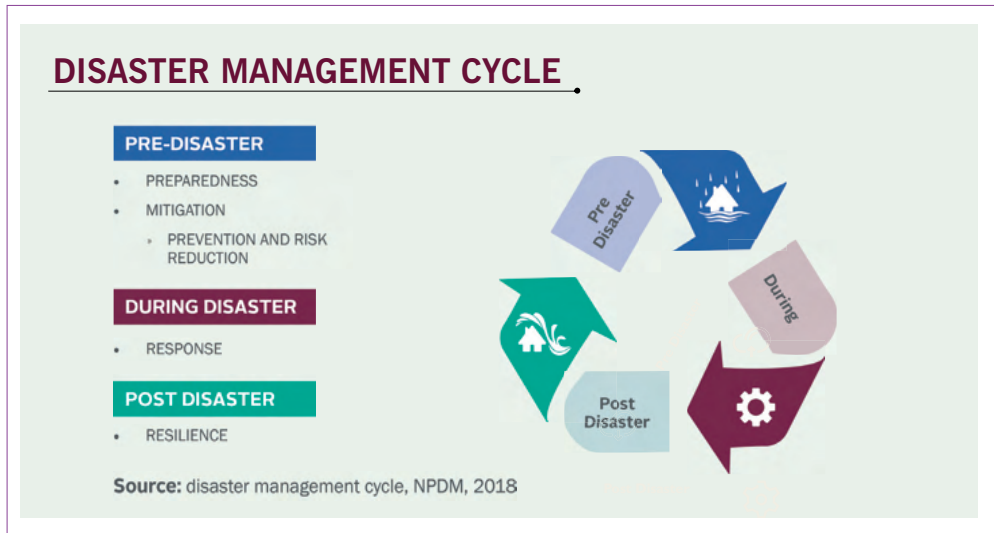 DISASTER MANAGEMENT CYCLE
PRE-DISASTER
• PREPAREDNESS
• MITIGATION
◦ PREVENTION AND RISK
REDUCTION
DURING DISASTER
• RESPONSE
POST DISASTER
• RESILIENCE
Source: disaster management cycle, NPDM, 2018
Pre
Disaster
During
Post
Disaster